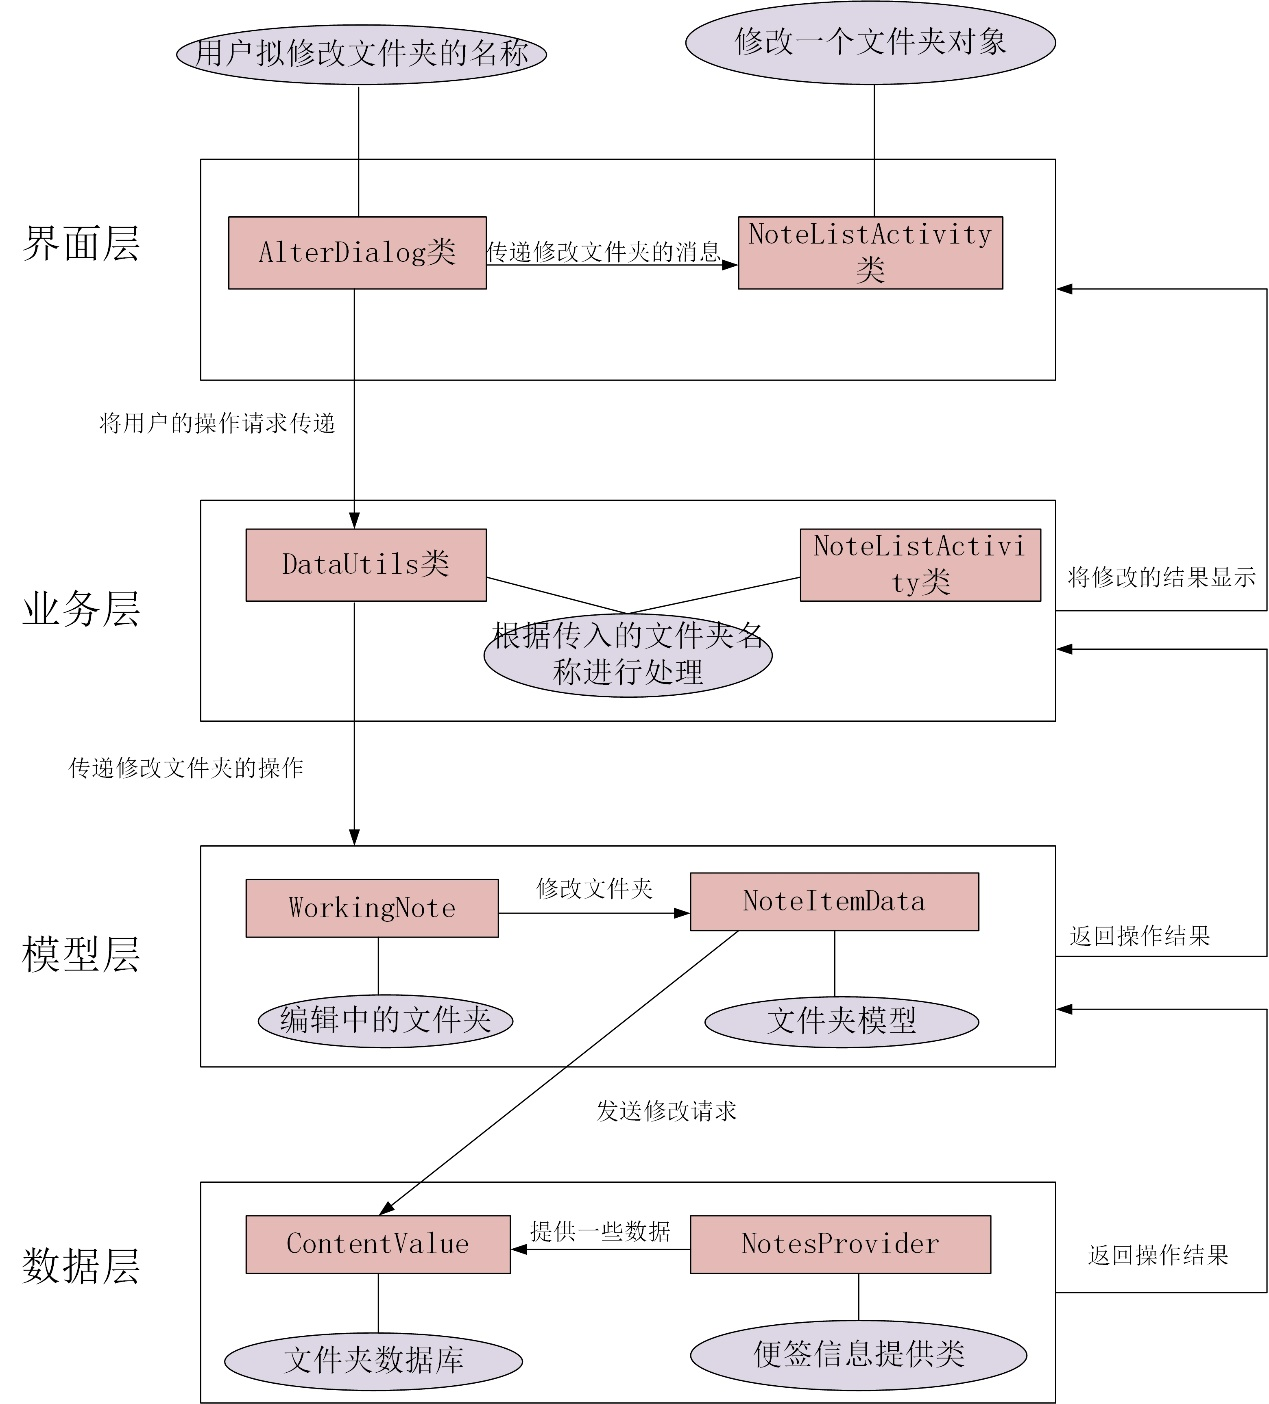 用户拟修改文件夹的名称
修改一个文件夹对象
界面层
AlterDialog类
传递修改文件夹的消息
NoteListActivity
类
将用户的操作请求传递
业务层
DataUtils类
NoteListActivi
ty类
将修改的结果显示
根据传入的文件夹名
称进行处理
传递修改文件夹的操作
模型层
WorkingNote
修改文件夹
NoteItemData
返回操作结果
编辑中的文件夹
文件夹模型
发送修改请求
数据层
ContentValue
提供一些数据
NotesProvider
返回操作结果
文件夹数据库
便签信息提供类